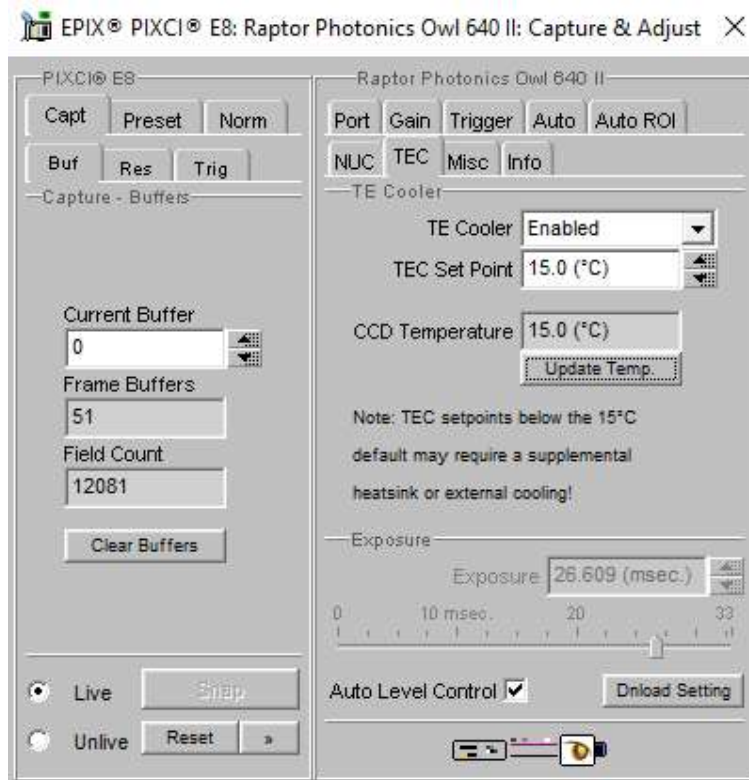 EPIX® PIXCI® E8: Raptor Photonics Owl 640 II: Capture & Adjust
PIXCI® E8
Capt Preset Norm
Buf Res Trig
Capture - Buffers
Current Buffer
0
Frame Buffers
51
Field Count
12081
Clear Buffers
Live Snap
Unlive Reset »
Raptor Photonics Owl 640 II
Port Gain Trigger Auto Auto ROI
NUC TEC Misc Info
TE Cooler
TE Cooler Enabled
TEC Set Point 15.0 (°C)
CCD Temperature 15.0 (°C)
Update Temp.
Note: TEC setpoints below the 15°C
default may require a supplemental
heatsink or external cooling!
Exposure
Exposure 26.609 (msec.)
0 10 msec. 20 33
Auto Level Control Dnload Setting